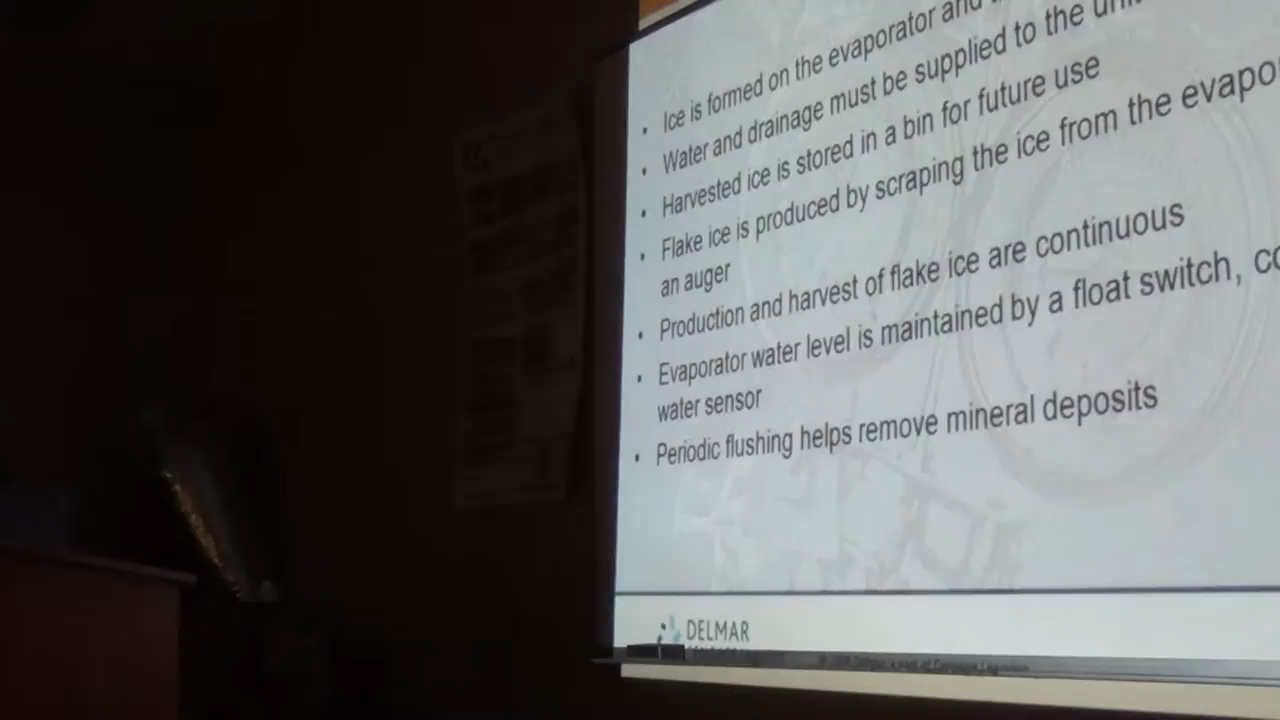 • Ice is formed on the evaporator and
• Water and drainage must be supplied to the
• Harvested ice is stored in a bin for future use
• Flake ice is produced by scraping the ice from the evapo
an auger
• Production and harvest of flake ice are continuous
• Evaporator water level is maintained by a float switch, co
water sensor
• Periodic flushing helps remove mineral deposits
DELMAR